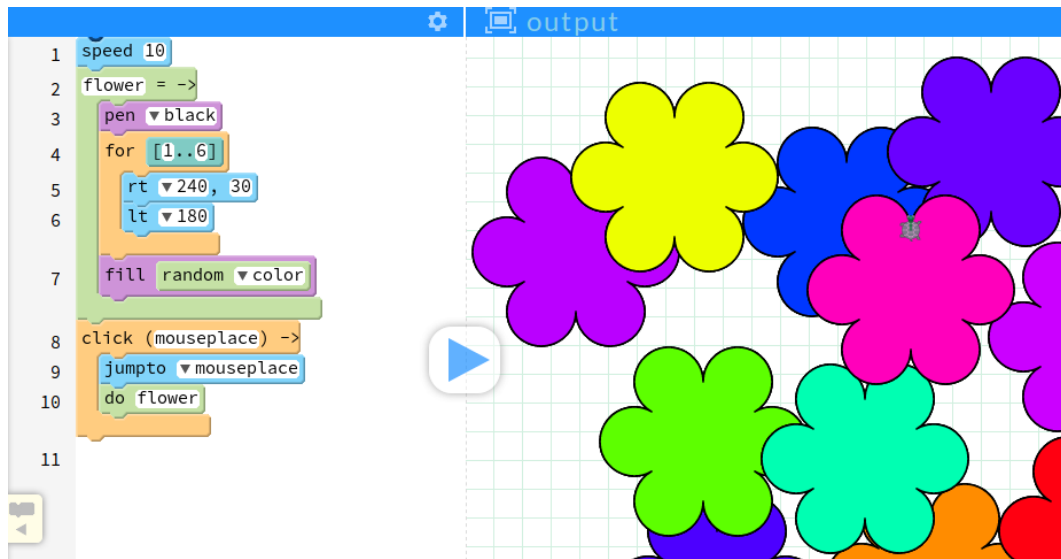 output
1 speed 10
2 flower = ->
3 pen ▼black
4 for [1..6]
5 rt ▼240, 30
6 lt ▼180
7 fill random ▼color
8 click (mouseplace) ->
9 jumpto ▼mouseplace
10 do flower
11